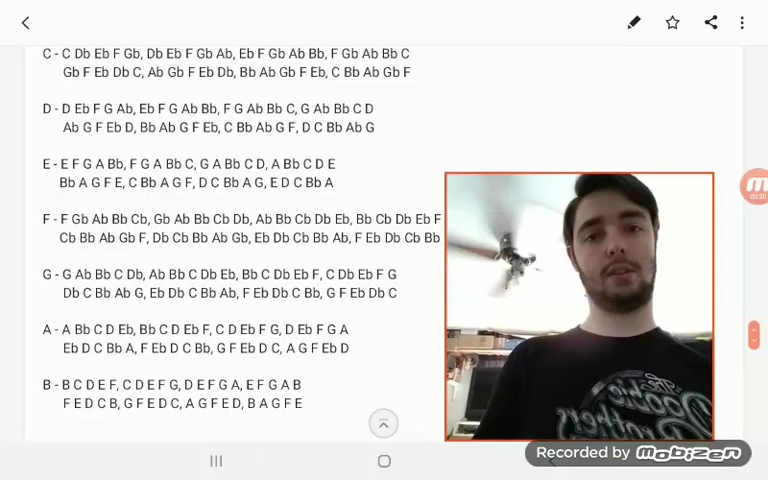 C - C Db Eb F Gb, Db Eb F Gb Ab, Eb F Gb Ab Bb, F Gb Ab Bb C
Gb F Eb Db C, Ab Gb F Eb Db, Bb Ab Gb F Eb, C Bb Ab Gb F
D - D Eb F G Ab, Eb F G Ab Bb, F G Ab Bb C, G Ab Bb C D
Ab G F Eb D, Bb Ab G F Eb, C Bb Ab G F, D C Bb Ab G
E - E F G A Bb, F G A Bb C, G A Bb C D, A Bb C D E
Bb A G F E, C Bb A G F, D C Bb A G, E D C Bb A
F - F Gb Ab Bb Cb, Gb Ab Bb Cb Db, Ab Bb Cb Db Eb, Bb Cb Db Eb F
Cb Bb Ab Gb F, Db Cb Bb Ab Gb, Eb Db Cb Bb Ab, F Eb Db Cb Bb
G - G Ab Bb C Db, Ab Bb C Db Eb, Bb C Db Eb F, C Db Eb F G
Db C Bb Ab G, Eb Db C Bb Ab, F Eb Db C Bb, G F Eb Db C
A - A Bb C D Eb, Bb C D Eb F, C D Eb F G, D Eb F G A
Eb D C Bb A, F Eb D C Bb, G F Eb D C, A G F Eb D
B - B C D E F, C D E F G, D E F G A, E F G A B
F E D C B, G F E D C, A G F E D, B A G F E
The
Doobie
Brothers
Recorded by mobizen